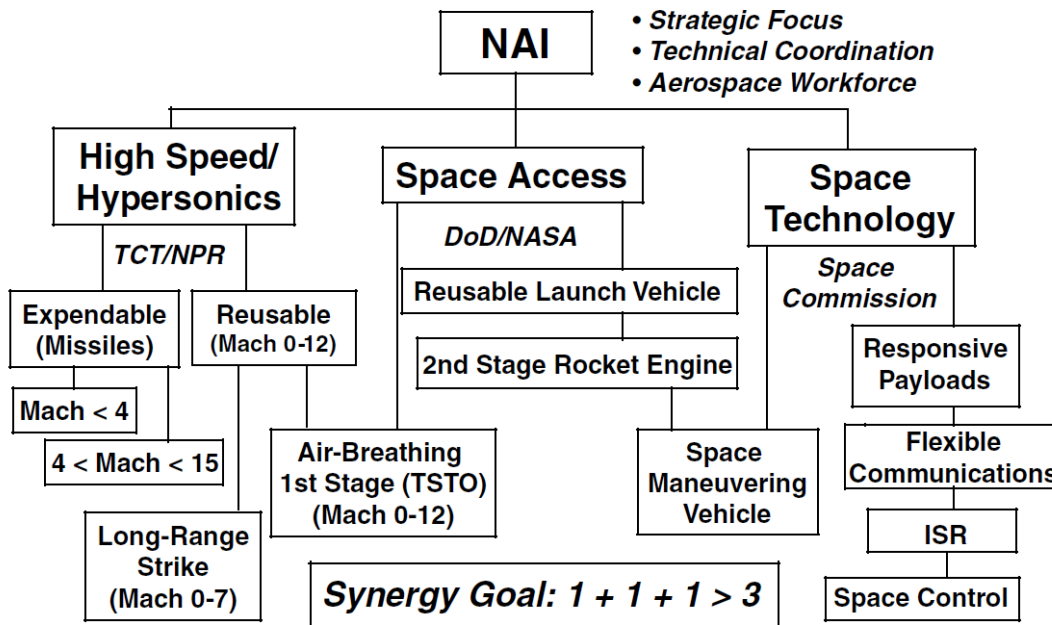 NAI
• Strategic Focus
• Technical Coordination
• Aerospace Workforce
High Speed/
Hypersonics
Space Access
Space
Technology
TCT/NPR
DoD/NASA
Space
Commission
Expendable
(Missiles)
Reusable
(Mach 0-12)
Reusable Launch Vehicle
2nd Stage Rocket Engine
Responsive
Payloads
Mach < 4
4 < Mach < 15
Air-Breathing
1st Stage (TSTO)
(Mach 0-12)
Space
Maneuvering
Vehicle
Flexible
Communications
Long-Range
Strike
(Mach 0-7)
ISR
Space Control
Synergy Goal: 1 + 1 + 1 > 3